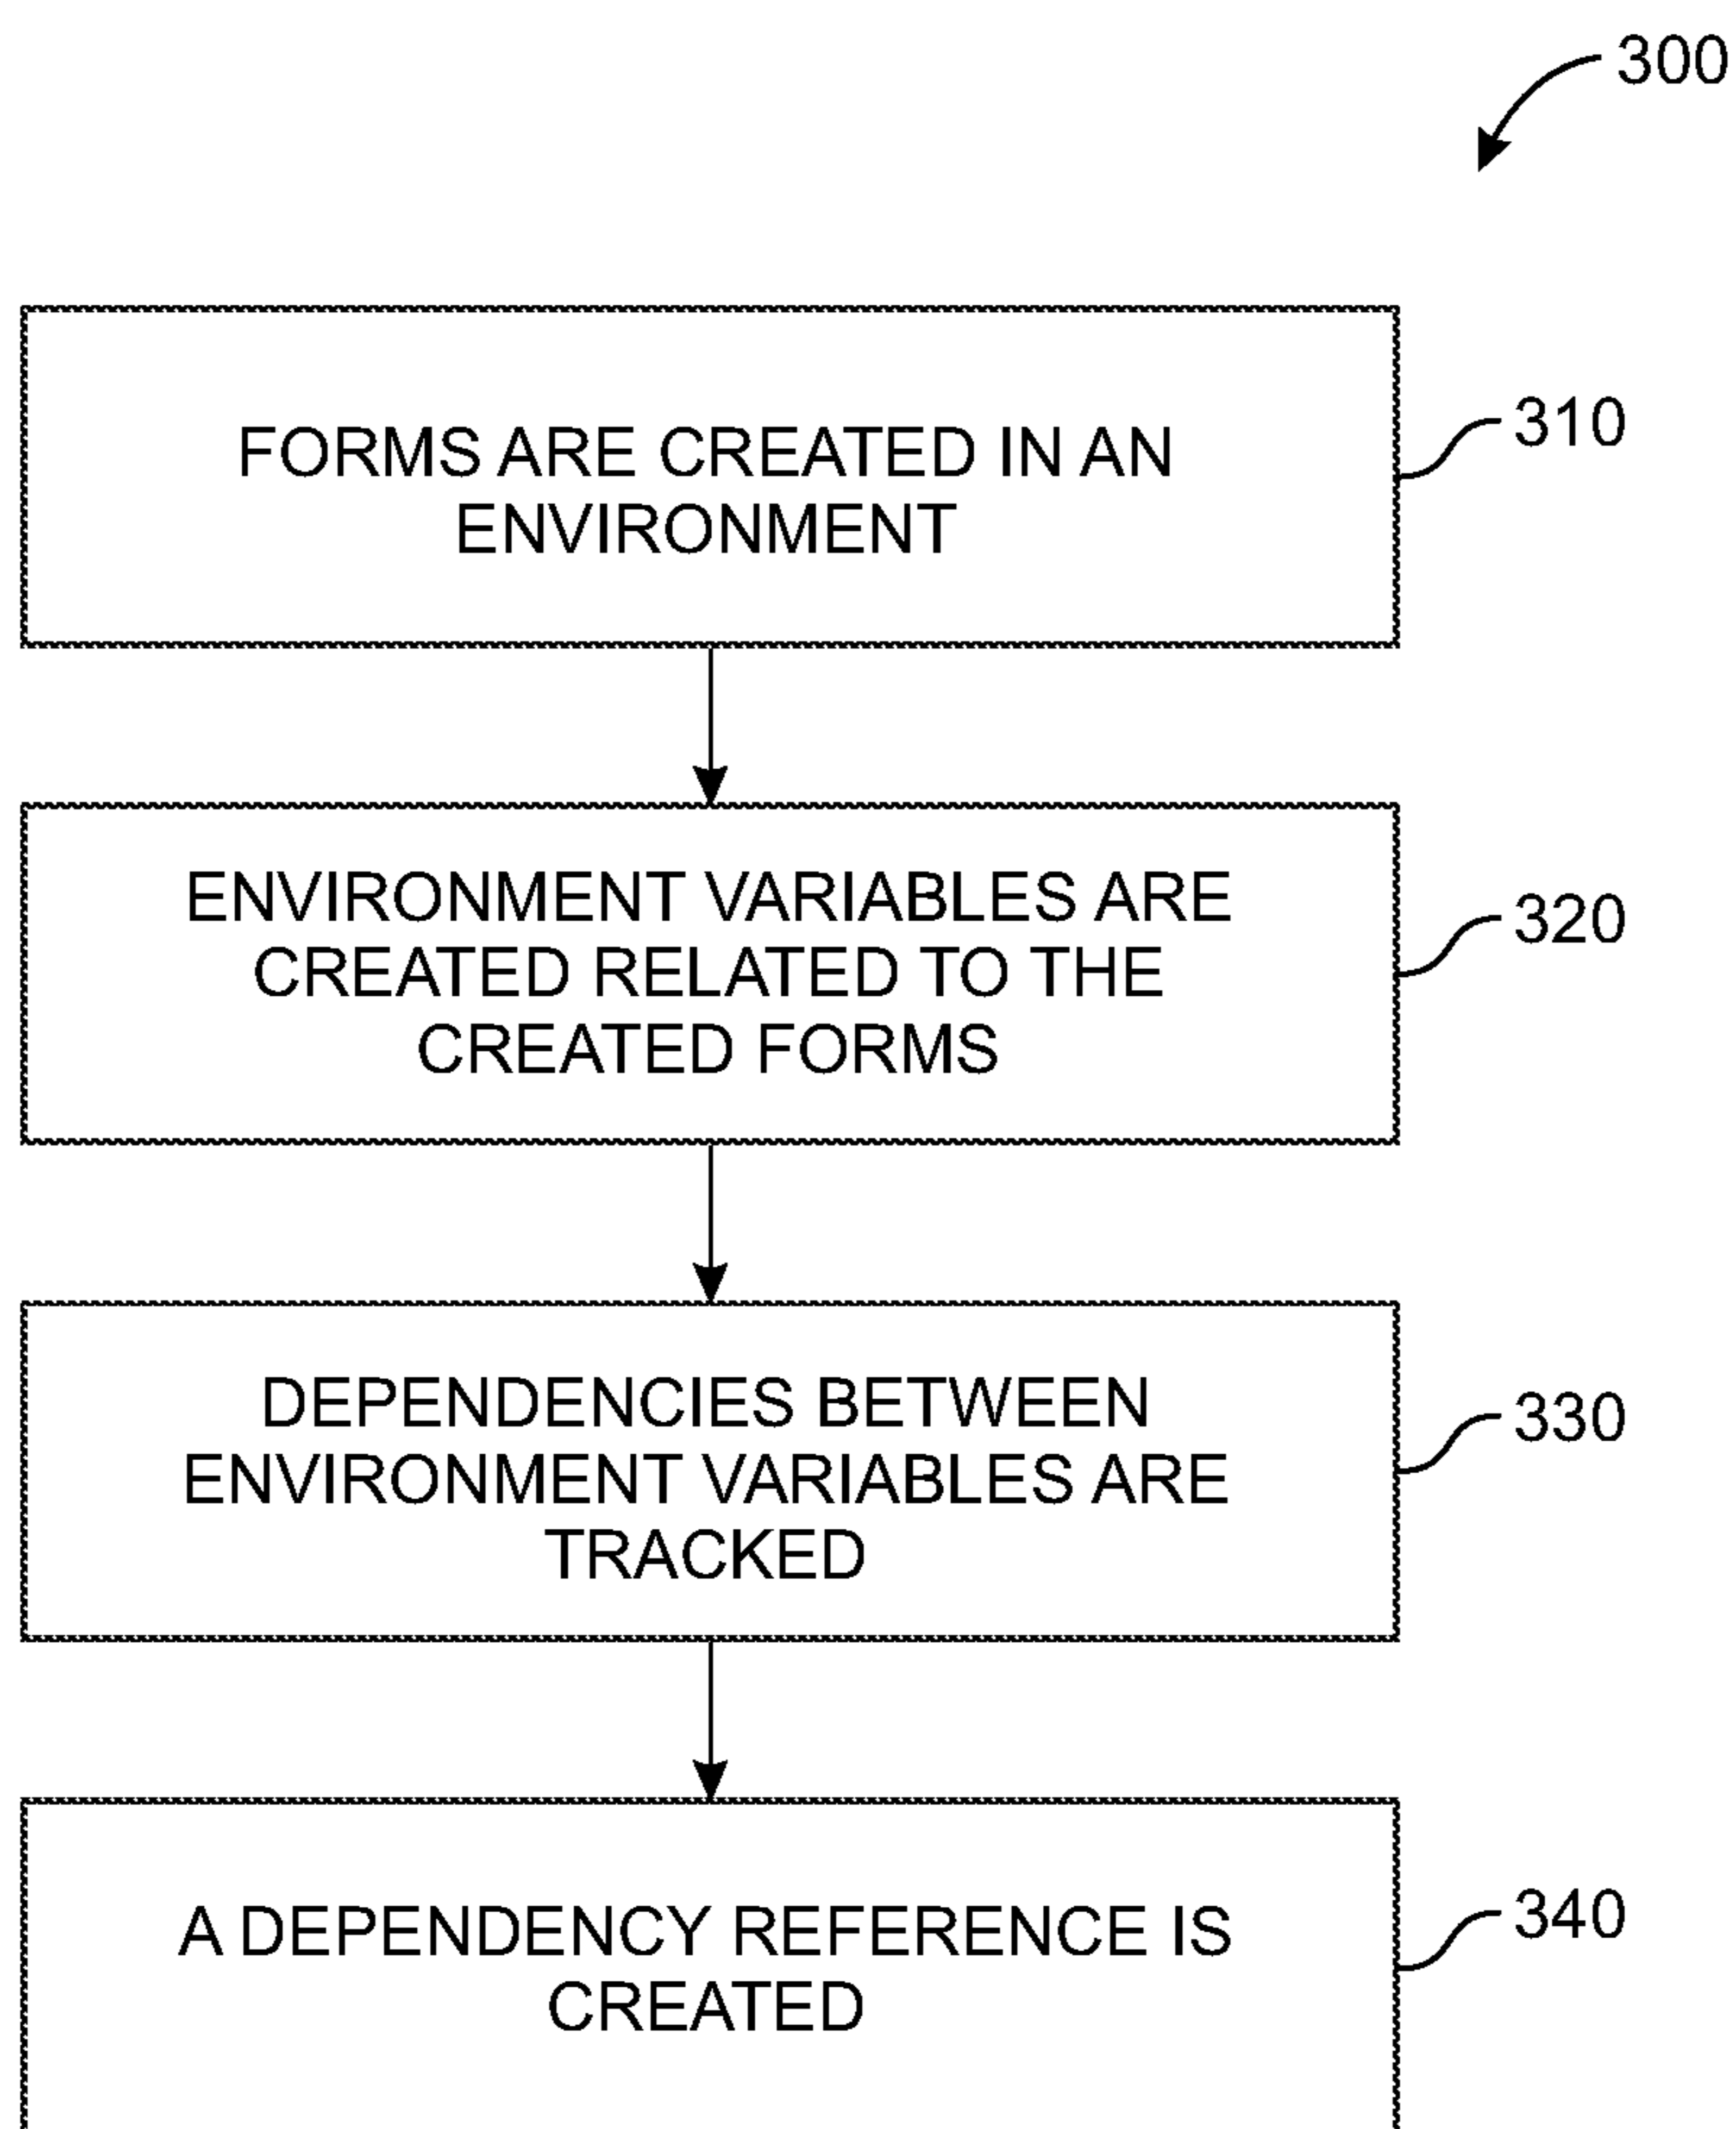 300
FORMS ARE CREATED IN AN
ENVIRONMENT
310
ENVIRONMENT VARIABLES ARE
CREATED RELATED TO THE
CREATED FORMS
320
DEPENDENCIES BETWEEN
ENVIRONMENT VARIABLES ARE
TRACKED
330
A DEPENDENCY REFERENCE IS
CREATED
340